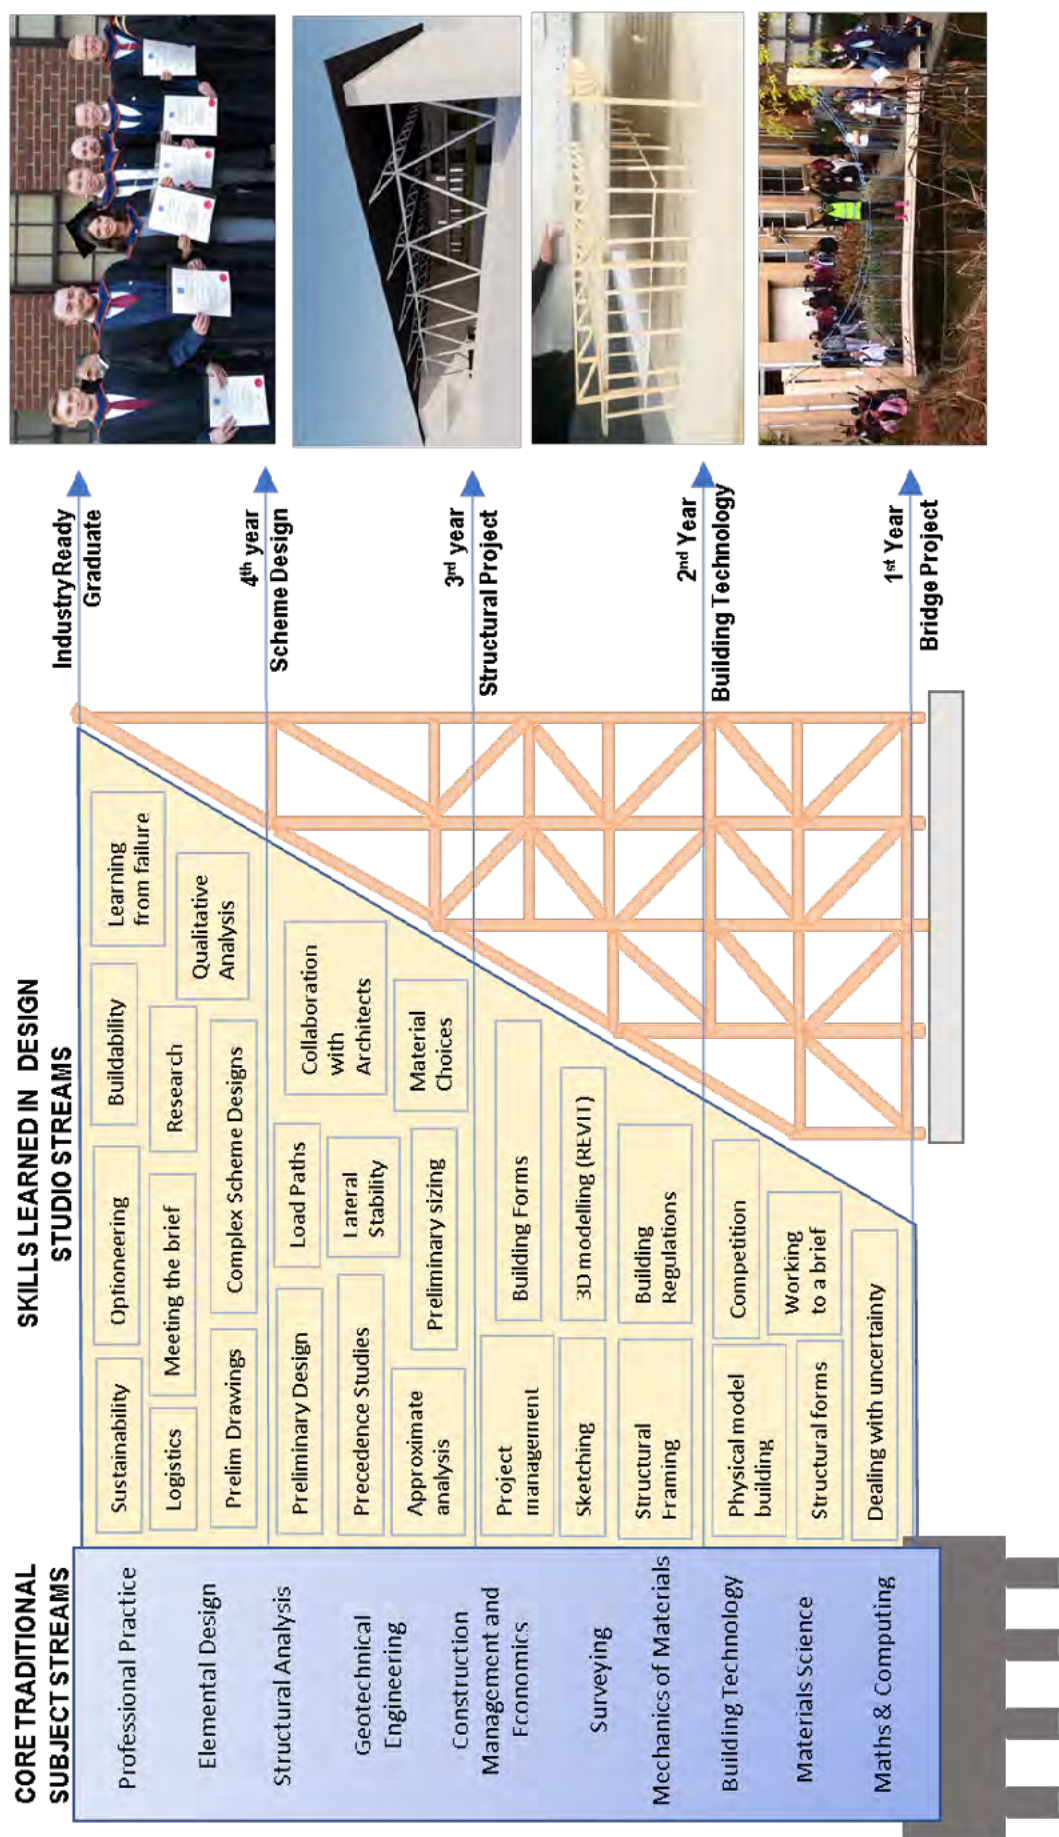 CORE TRADITIONAL
SUBJECT STREAMS
Professional Practice
Elemental Design
Structural Analysis
Geotechnical
Engineering
Construction
Management and
Economics
Surveying
Mechanics of Materials
Building Technology
Materials Science
Maths & Computing
SKILLS LEARNED IN DESIGN
STUDIO STREAMS
Sustainability
Optioneering
Buildability
Learning
from failure
Logistics
Meeting the brief
Research
Qualitative
Analysis
Prelim Drawings
Complex Scheme Designs
Preliminary Design
Load Paths
Collaboration
with
Architects
Precedence Studies
Lateral
Stability
Approximate
analysis
Preliminary sizing
Material
Choices
Project
management
Building Forms
Sketching
3D modelling (REVIT)
Structural
Framing
Building
Regulations
Physical model
building
Competition
Structural forms
Working
to a brief
Dealing with uncertainty
Industry Ready
Graduate
4th year
Scheme Design
3rd year
Structural Project
2nd Year
Building Technology
1st Year
Bridge Project